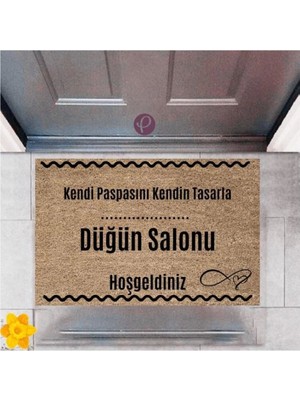 Kendi Paspasını Kendin Tasarla
...................
Düğün Salonu
Hoşgeldiniz